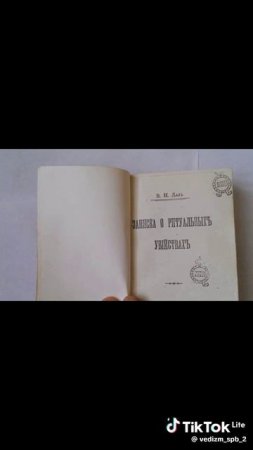 В. И. Даль
ЗАПИСКА О РИТУАЛЬНЫХЪ
УБІЙСТВАХЪ
TikTok Lite
@ vedizm_spb_2